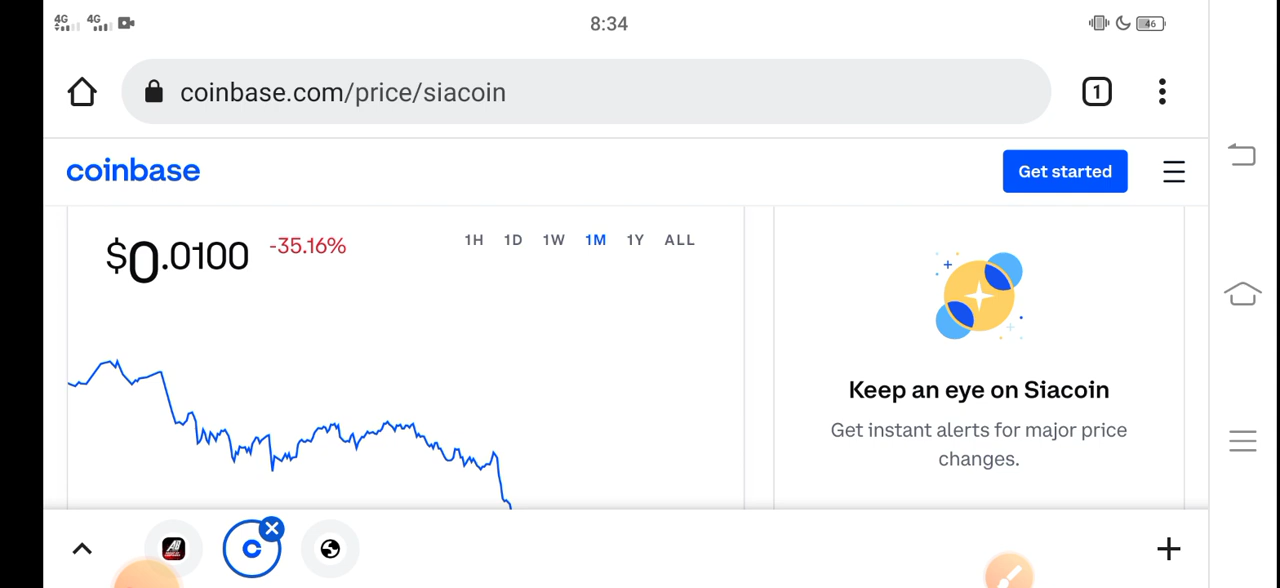 4G 4G 8:34 46
coinbase.com/price/siacoin 1
coinbase Get started
$0.0100 -35.16% 1H 1D 1W 1M 1Y ALL
Keep an eye on Siacoin
Get instant alerts for major price
changes.